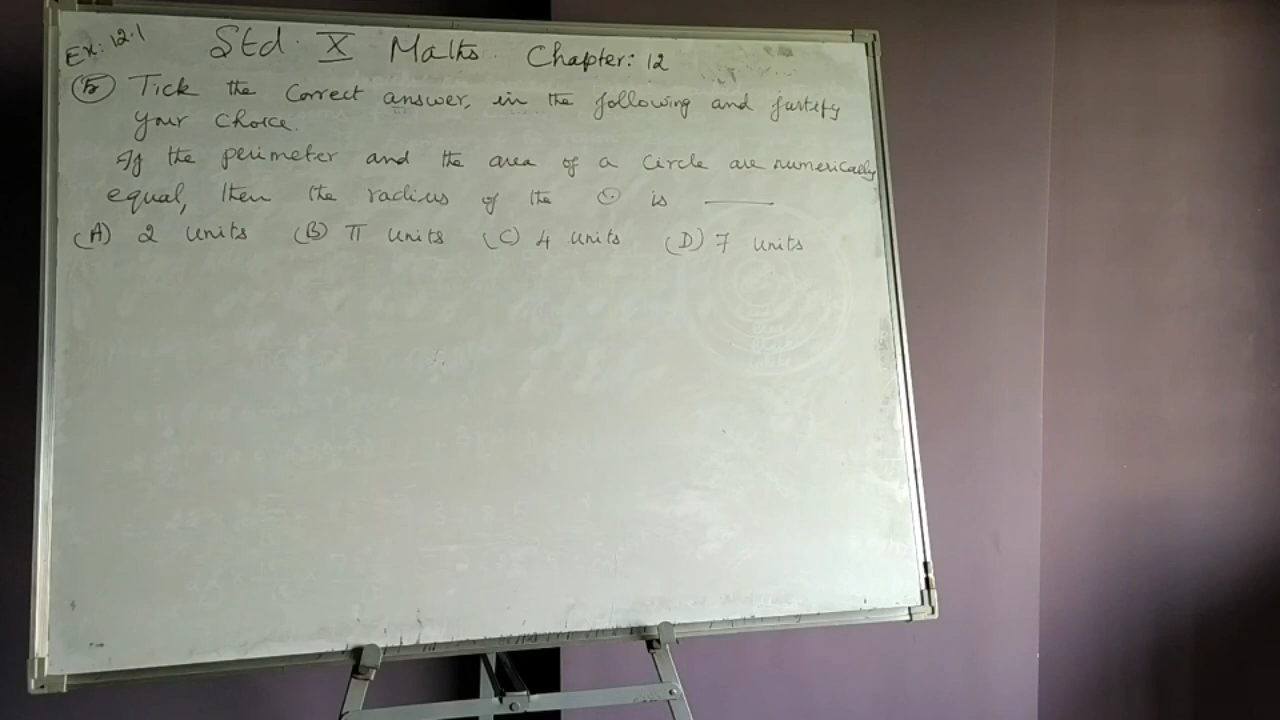 Ex: 12.1
Std. X Maths. Chapter: 12
(5) Tick the correct answer, in the following and justify
your choice.
If the perimeter and the area of a circle are numerically
equal, then the radius of the ⊙ is ____
(A) 2 units (B) π units (C) 4 units (D) 7 units